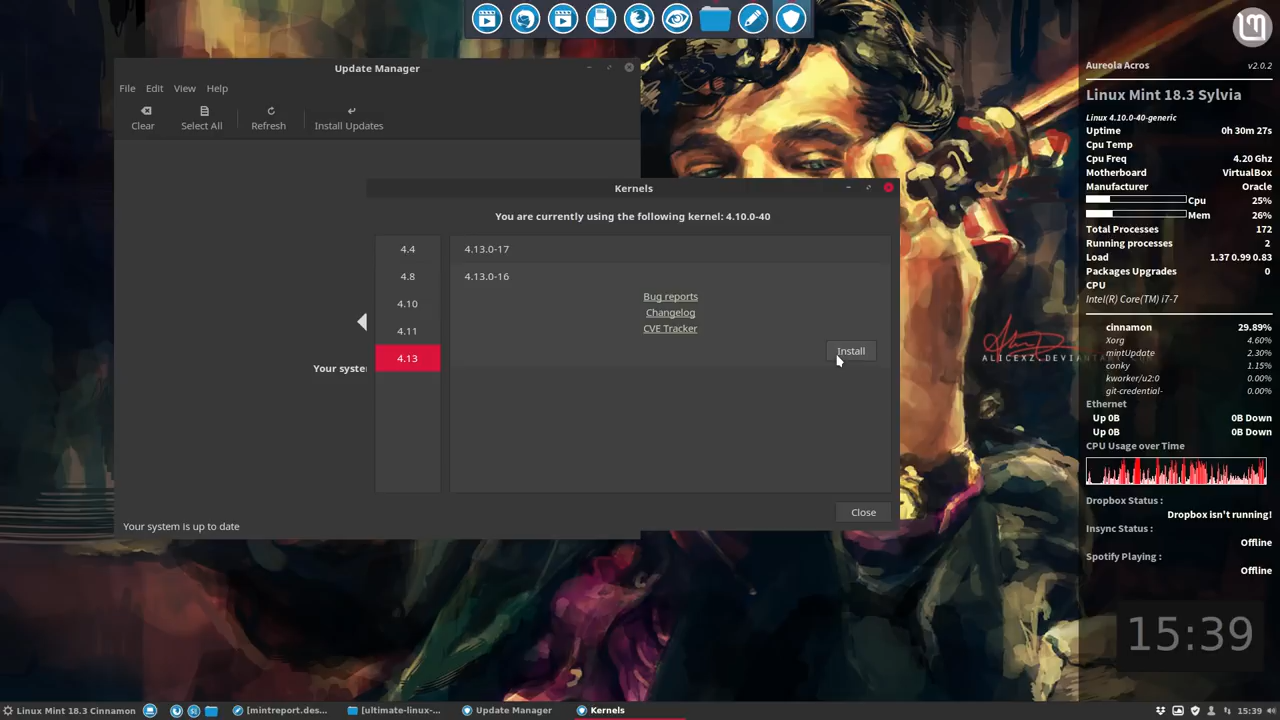 Update Manager
File Edit View Help
Clear Select All Refresh Install Updates
Your syste
Your system is up to date
Kernels
You are currently using the following kernel: 4.10.0-40
4.4
4.8
4.10
4.11
4.13
4.13.0-17
4.13.0-16
Bug reports
Changelog
CVE Tracker
Install
Close
ALICEXZ.DEVIANTART
Aureola Acros v2.0.2
Linux Mint 18.3 Sylvia
Linux 4.10.0-40-generic
Uptime 0h 30m 27s
Cpu Temp
Cpu Freq 4.20 Ghz
Motherboard VirtualBox
Manufacturer Oracle
Cpu 25%
Mem 26%
Total Processes 172
Running processes 2
Load 1.37 0.99 0.83
Packages Upgrades 0
CPU
Intel(R) Core(TM) i7-7
cinnamon 29.89%
Xorg 4.60%
mintUpdate 2.30%
conky 1.15%
kworker/u2:0 0.00%
git-credential- 0.00%
Ethernet
Up 0B 0B Down
Up 0B 0B Down
CPU Usage over Time
Dropbox Status :
Dropbox isn't running!
Insync Status :
Offline
Spotify Playing :
Offline
15:39
Linux Mint 18.3 Cinnamon [mintreport.des... [ultimate-linux-... Update Manager Kernels 15:39